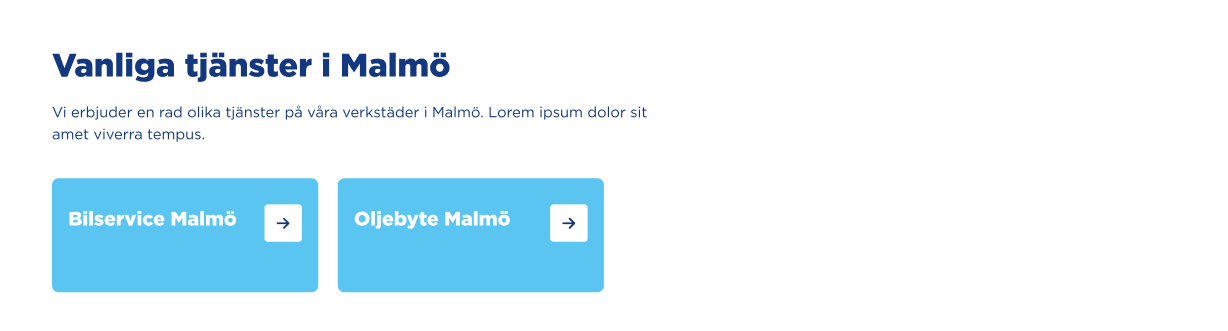 Vanliga tjänster i Malmö
Vi erbjuder en rad olika tjänster på våra verkstäder i Malmö. Lorem ipsum dolor sit
amet viverra tempus.
Bilservice Malmö
Oljebyte Malmö